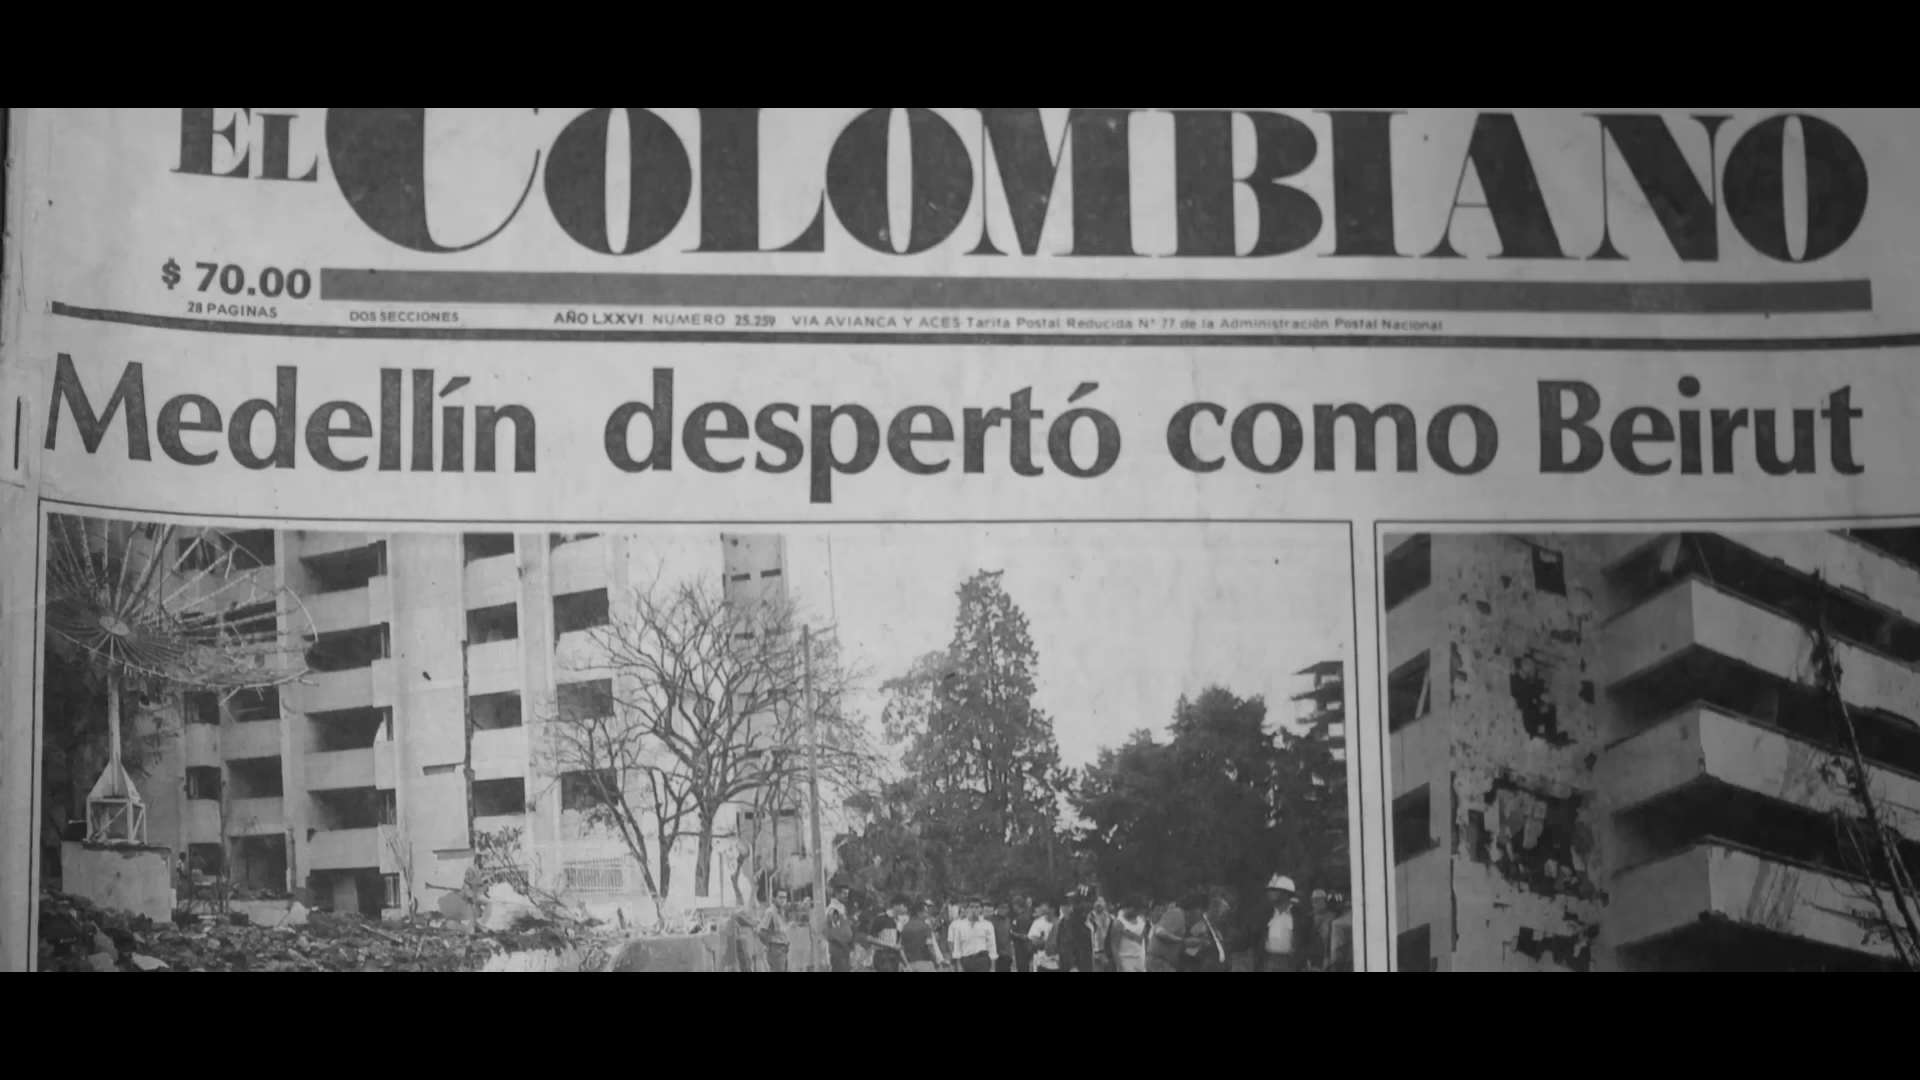 EL COLOMBIANO
$ 70.00
28 PAGINAS
DOS SECCIONES
AÑO LXXVI NUMERO 25.259 VIA AVIANCA Y ACES-Tarifa Postal Reducida N° 77 de la Administración Postal Nacional
Medellín despertó como Beirut